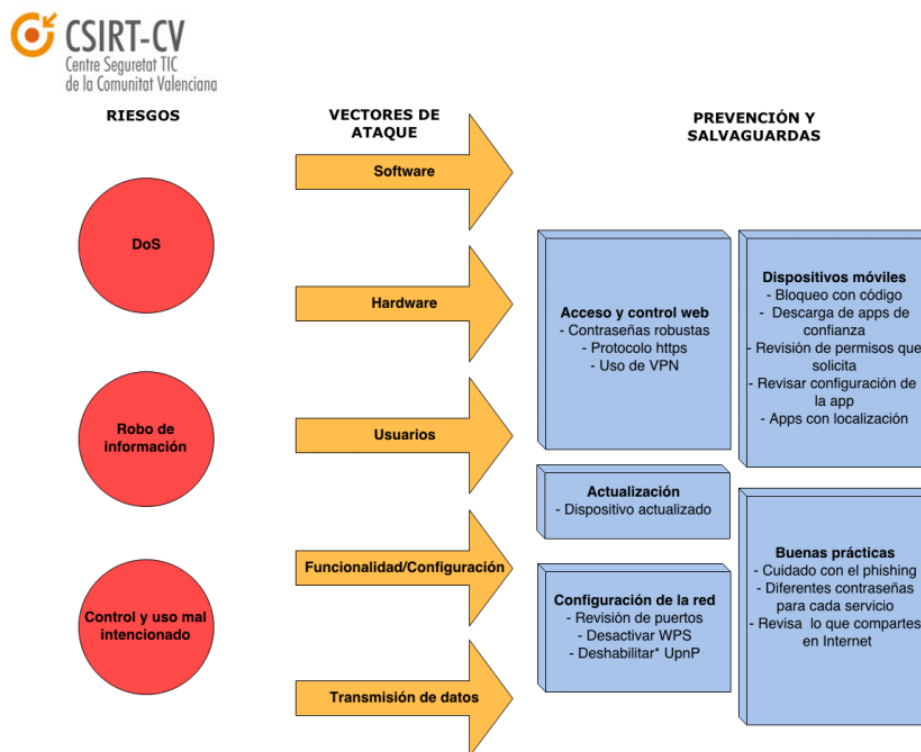 CSIRT-CV
Centre Seguretat TIC
de la Comunitat Valenciana
RIESGOS
DoS
Robo de
información
Control y uso mal
intencionado
VECTORES DE
ATAQUE
Software
Hardware
Usuarios
Funcionalidad/Configuración
Transmisión de datos
PREVENCIÓN Y
SALVAGUARDAS
Acceso y control web
- Contraseñas robustas
- Protocolo https
- Uso de VPN
Actualización
- Dispositivo actualizado
Configuración de la red
- Revisión de puertos
- Desactivar WPS
- Deshabilitar* UpnP
Dispositivos móviles
- Bloqueo con código
- Descarga de apps de
confianza
- Revisión de permisos que
solicita
- Revisar configuración de
la app
- Apps con localización
Buenas prácticas
- Cuidado con el phishing
- Diferentes contraseñas
para cada servicio
- Revisa lo que compartes
en Internet